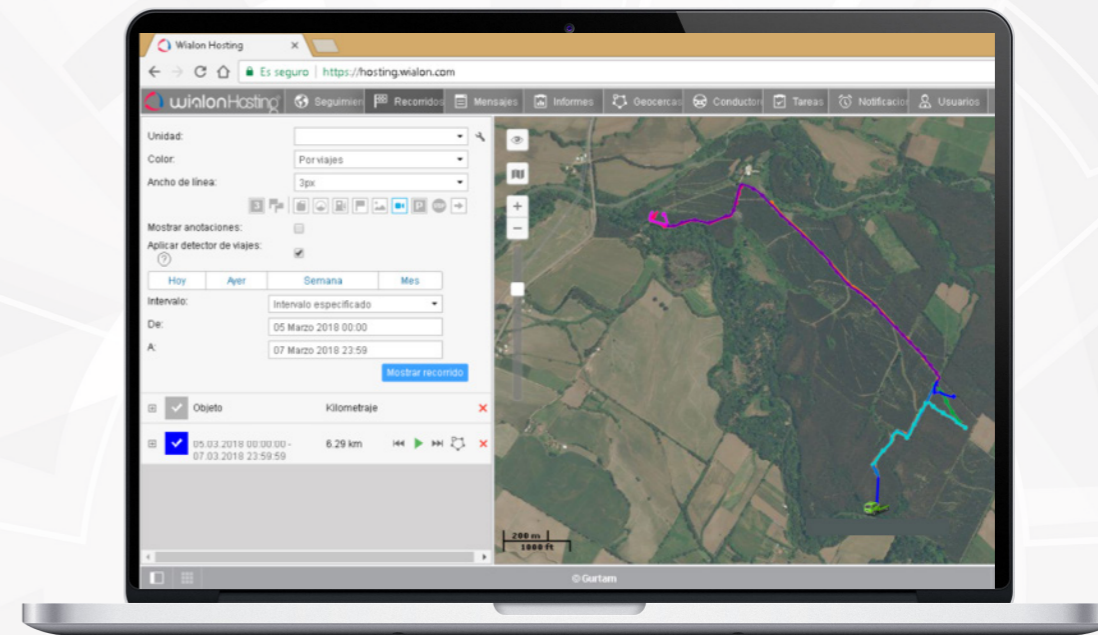 Wialon Hosting
Es seguro | https://hosting.wialon.com
wialonHosting Seguimien Recorridos Mensajes Informes Geocercas Conductor Tareas Notificacio Usuarios
Unidad:
Color: Por viajes
Ancho de línea: 3px
Mostrar anotaciones:
Aplicar detector de viajes:
?
Hoy Ayer Semana Mes
Intervalo: Intervalo especificado
De: 05 Marzo 2018 00:00
A: 07 Marzo 2018 23:59
Mostrar recorrido
Objeto Kilometraje
05.03.2018 00:00:00 - 6.29 km
07.03.2018 23:59:59
200 m
1000 ft
© Gurtam